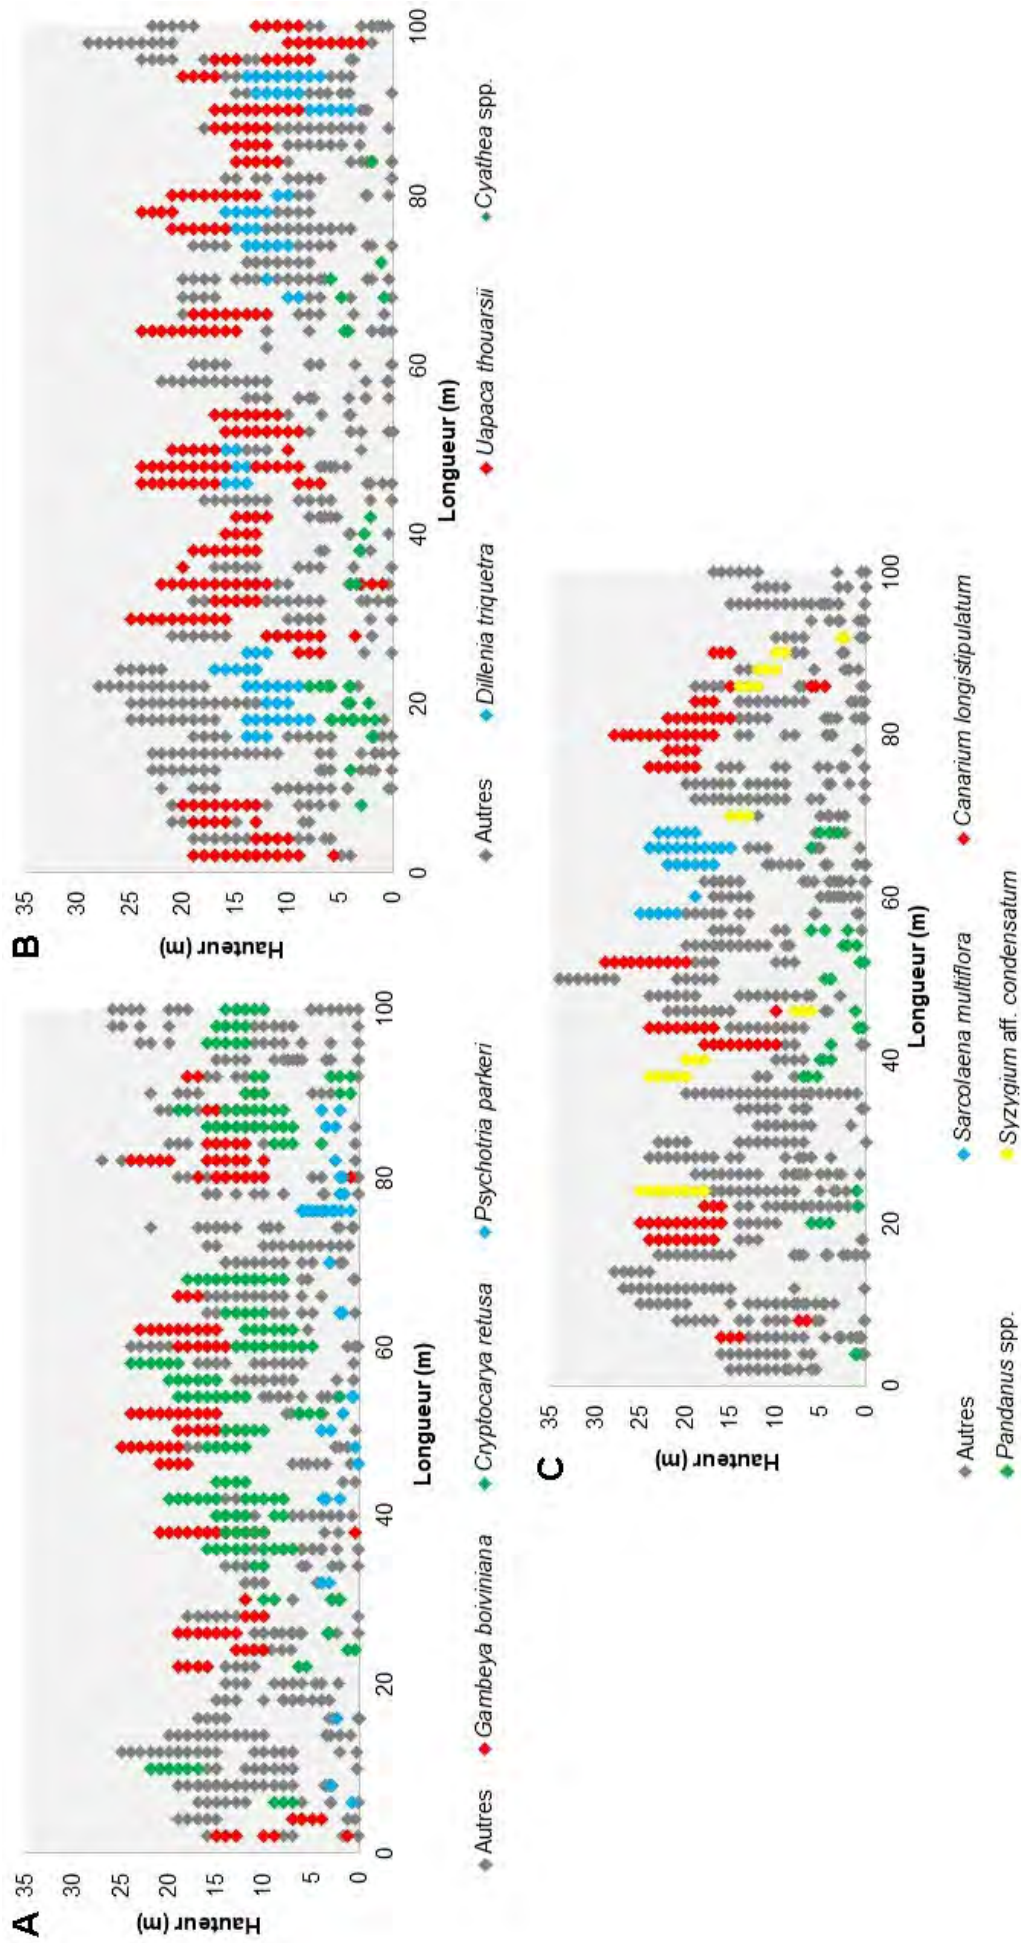 A
Hauteur (m)
35
30
25
20
15
10
5
0
0 20 40 60 80 100
Longueur (m)
Autres Gambeya boiviniana Cryptocarya retusa Psychotria parkeri
B
Hauteur (m)
35
30
25
20
15
10
5
0
0 20 40 60 80 100
Longueur (m)
Autres Dillenia triquetra Uapaca thouarsii Cyathea spp.
C
Hauteur (m)
35
30
25
20
15
10
5
0
0 20 40 60 80 100
Longueur (m)
Autres Sarcolaena multiflora Canarium longistipulatum
Pandanus spp. Syzygium aff. condensatum